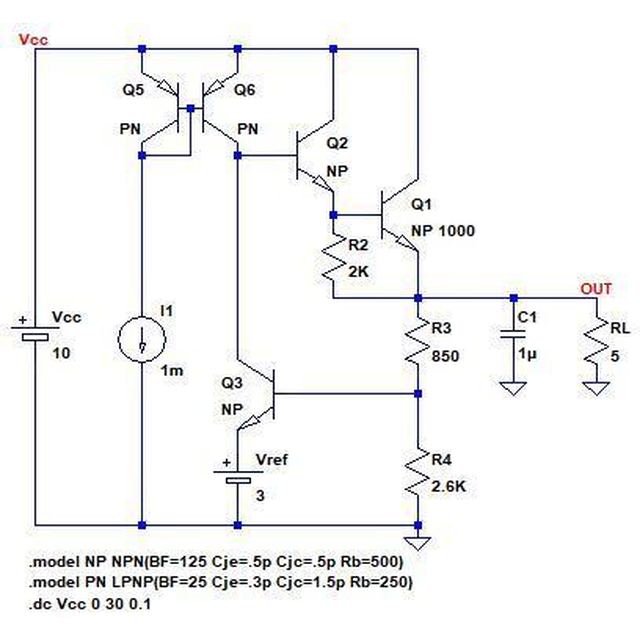 Vcc
Q5
Q6
PN
PN
Q2
NP
Q1
NP 1000
R2
2K
OUT
+
Vcc
10
I1
1m
R3
850
C1
1µ
RL
5
Q3
NP
+
Vref
3
R4
2.6K
.model NP NPN(BF=125 Cje=.5p Cjc=.5p Rb=500)
.model PN LPNP(BF=25 Cje=.3p Cjc=1.5p Rb=250)
.dc Vcc 0 30 0.1